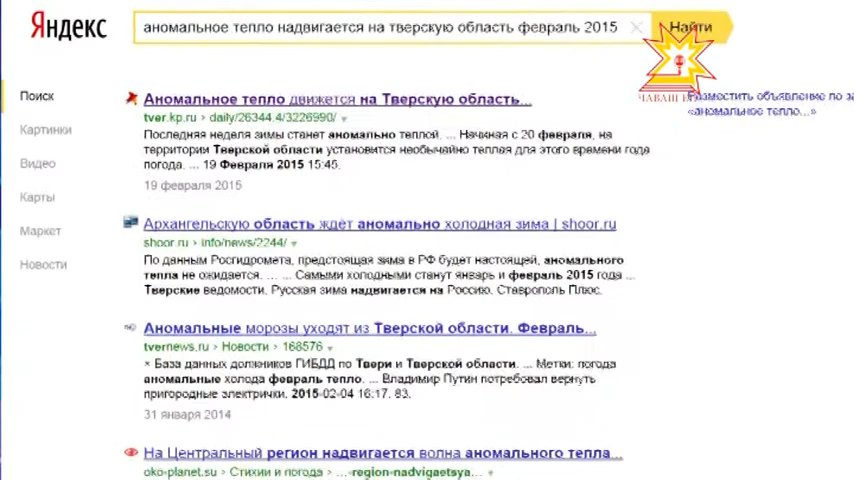 Яндекс
аномальное тепло надвигается на тверскую область февраль 2015
Найти
ЧАВАШ
Разместить объявление по
«аномальное тепло...»
Поиск
Картинки
Видео
Карты
Маркет
Новости
Аномальное тепло движется на Тверскую область...
tver.kp.ru › daily/26344.4/3226990/
Последняя неделя зимы станет аномально теплой. ... Начиная с 20 февраля, на
территории Тверской области установится необычайно теплая для этого времени года
погода. ... 19 Февраля 2015 15:45.
19 февраля 2015
Архангельскую область ждёт аномально холодная зима | shoor.ru
shoor.ru › info/news/2244/
По данным Росгидромета, предстоящая зима в РФ будет настоящей, аномального
тепла не ожидается. ... ... Самыми холодными станут январь и февраль 2015 года ...
Тверские ведомости. Русская зима надвигается на Россию. Ставрополь Плюс.
Аномальные морозы уходят из Тверской области. Февраль...
tvernews.ru › Новости › 168576
× База данных должников ГИБДД по Твери и Тверской области. ... Метки: погода
аномальные холода февраль тепло. ... Владимир Путин потребовал вернуть
пригородные электрички. 2015-02-04 16:17. 83.
31 января 2014
На Центральный регион надвигается волна аномального тепла...
oko-planet.su › Стихии и погода › ...-region-nadvigaetsya...